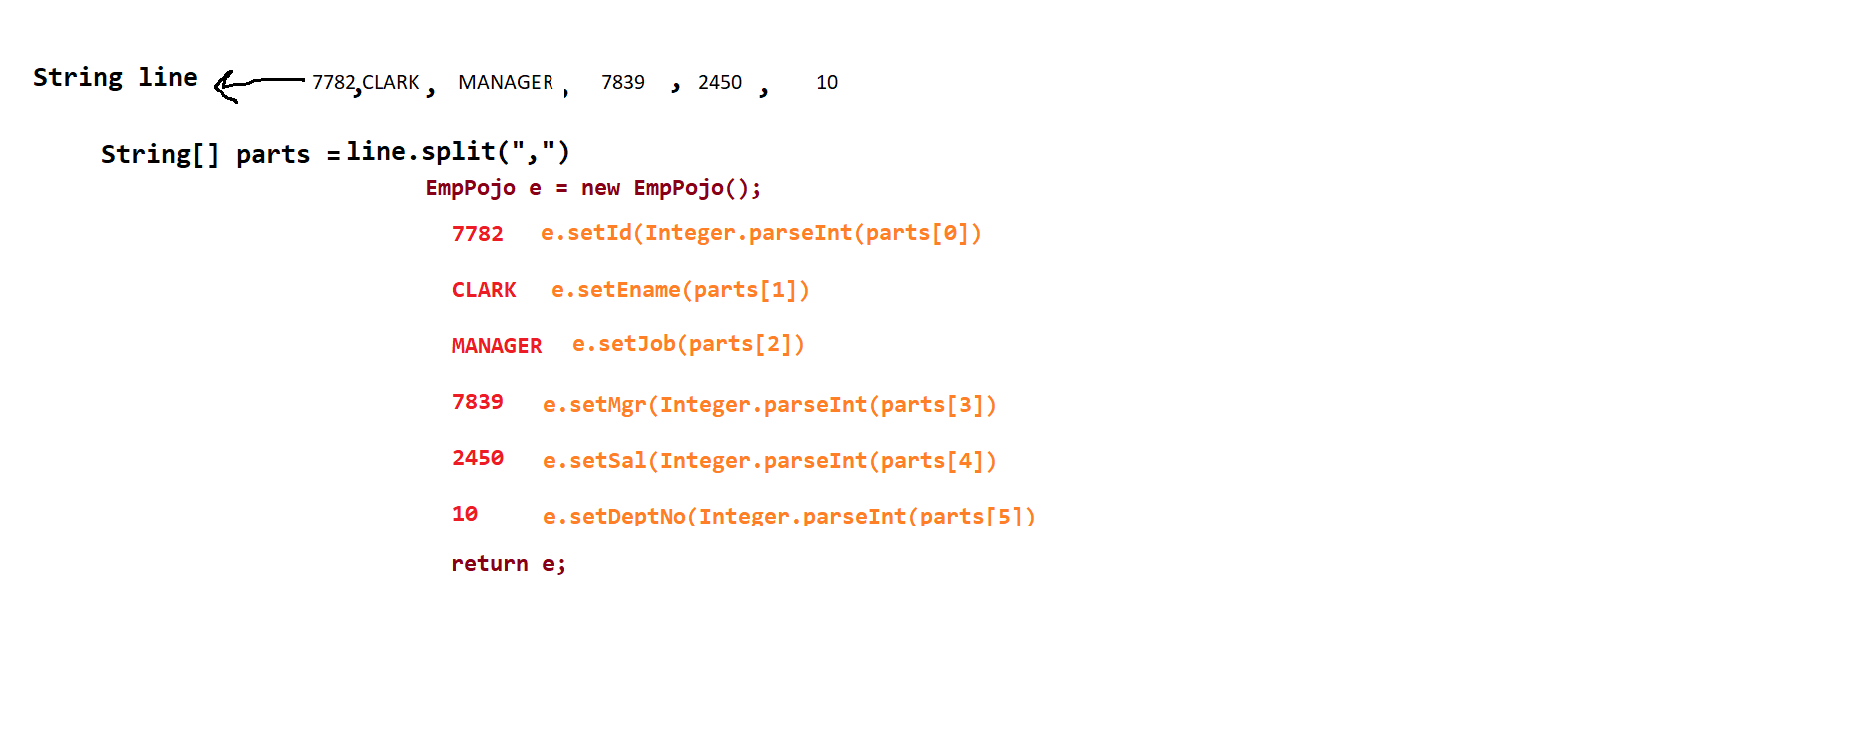 String line 7782,CLARK , MANAGER , 7839 , 2450 , 10
String[] parts = line.split(",")
EmpPojo e = new EmpPojo();
7782 e.setId(Integer.parseInt(parts[0])
CLARK e.setEname(parts[1])
MANAGER e.setJob(parts[2])
7839 e.setMgr(Integer.parseInt(parts[3])
2450 e.setSal(Integer.parseInt(parts[4])
10 e.setDeptNo(Integer.parseInt(parts[5])
return e;